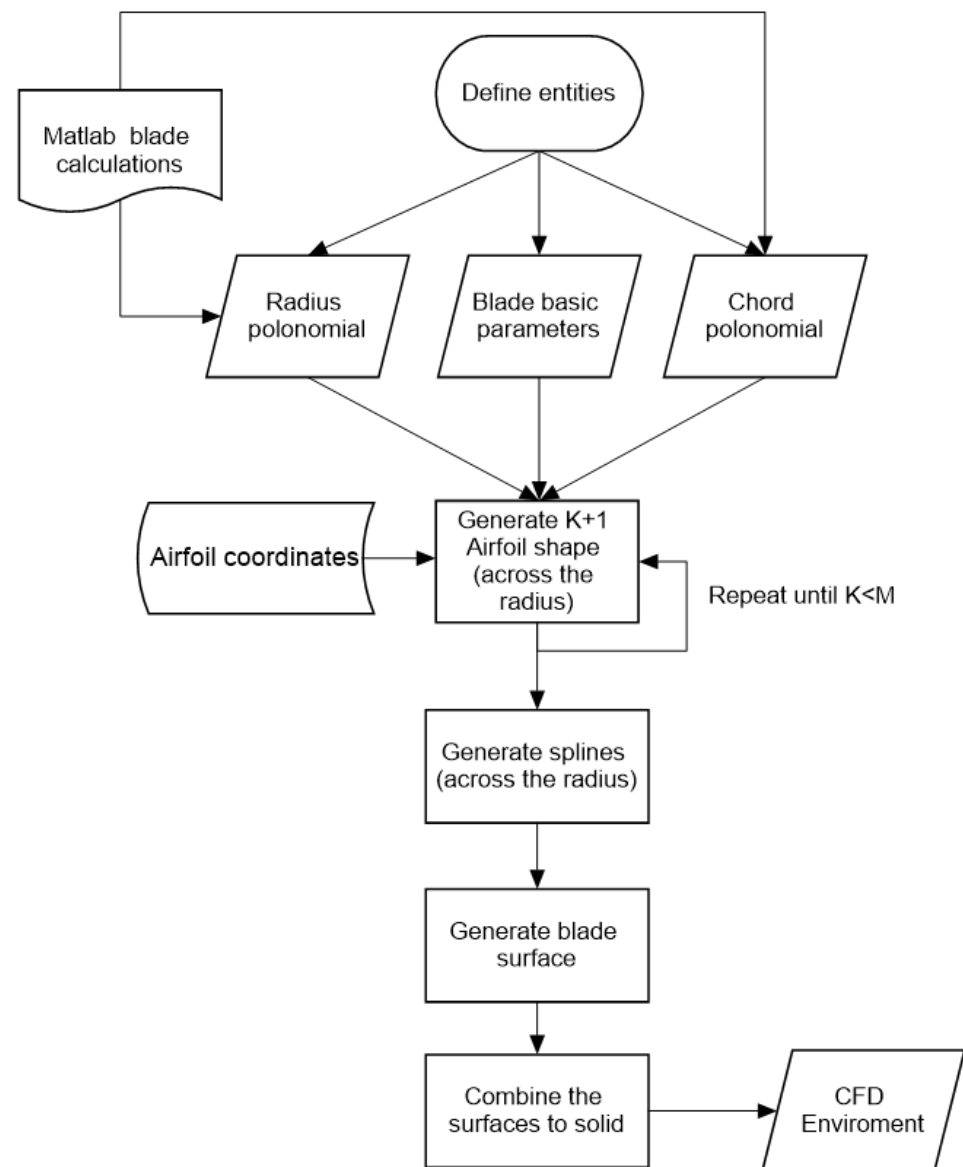 Define entities
Matlab blade
calculations
Radius
polonomial
Blade basic
parameters
Chord
polonomial
Airfoil coordinates
Generate K+1
Airfoil shape
(across the
radius)
Repeat until K<M
Generate splines
(across the radius)
Generate blade
surface
Combine the
surfaces to solid
CFD
Enviroment